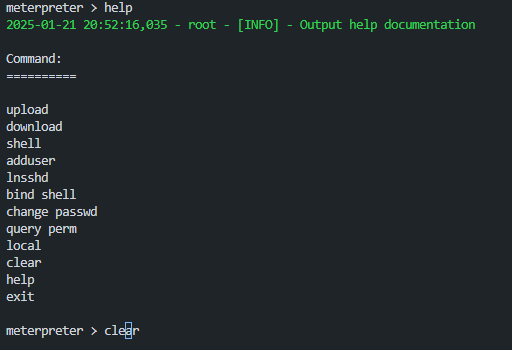 meterpreter > help
2025-01-21 20:52:16,035 - root - [INFO] - Output help documentation
Command:
==========
upload
download
shell
adduser
lnsshd
bind shell
change passwd
query perm
local
clear
help
exit
meterpreter > clear